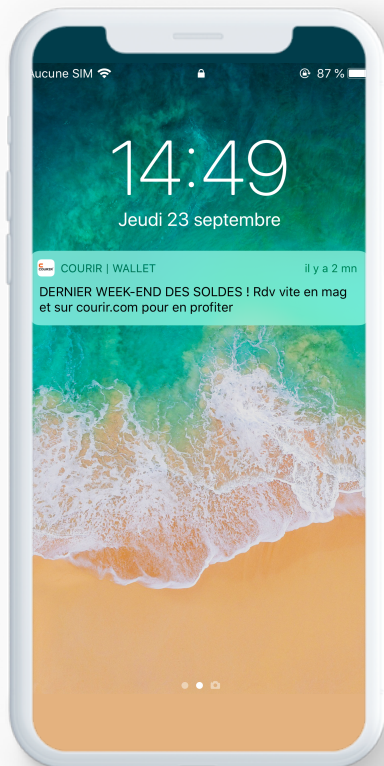 Aucune SIM 87 %
14:49
Jeudi 23 septembre
COURIR
COURIR | WALLET il y a 2 mn
DERNIER WEEK-END DES SOLDES ! Rdv vite en mag
et sur courir.com pour en profiter